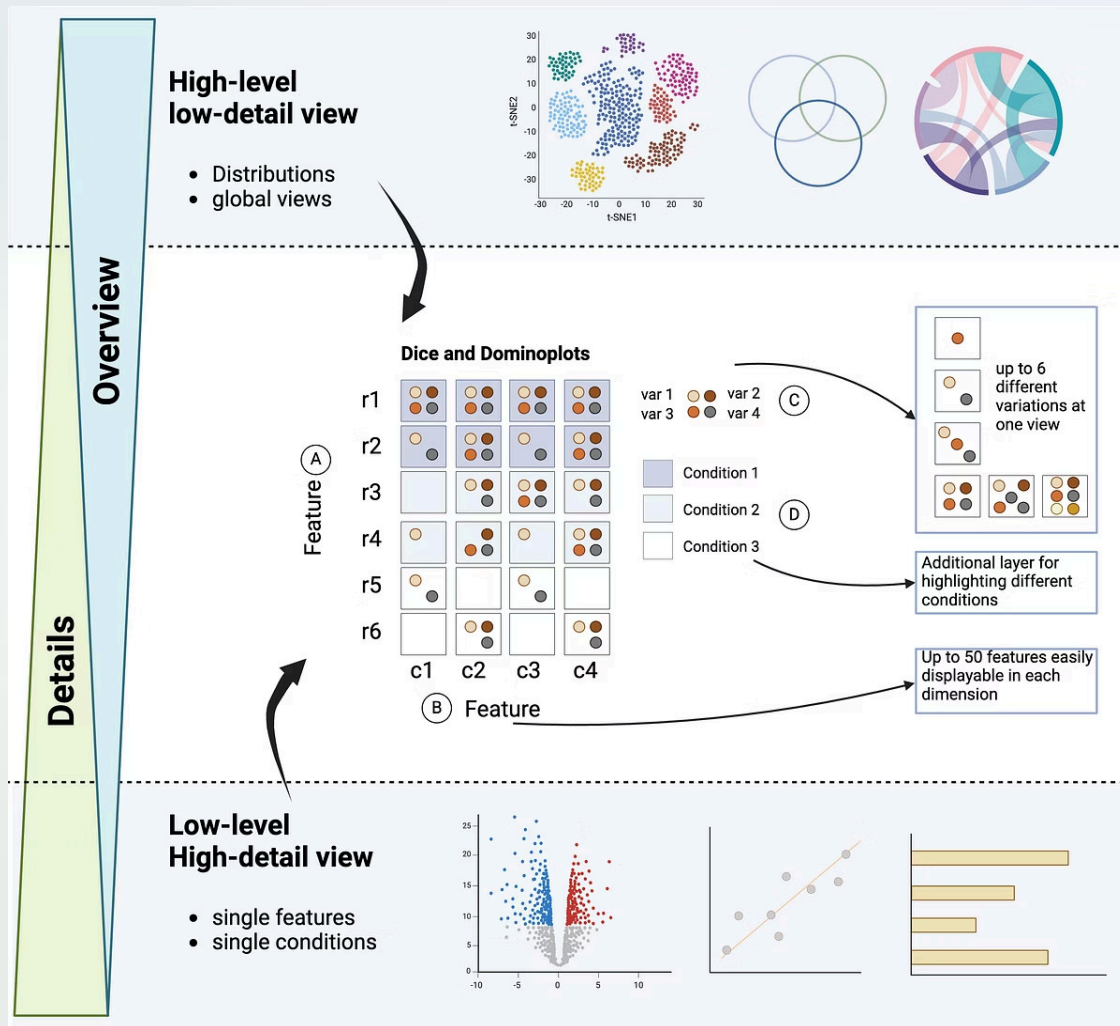 High-level
low-detail view
• Distributions
• global views
30
20
10
0
-10
-20
-30
t-SNE2
-30 -20 -10 0 10 20 30
t-SNE1
Overview
Details
Dice and Dominoplots
r1
r2
r3
r4
r5
r6
c1 c2 c3 c4
A
Feature
B Feature
var 1 var 2
var 3 var 4
C
Condition 1
Condition 2
Condition 3
D
up to 6
different
variations at
one view
Additional layer for
highlighting different
conditions
Up to 50 features easily
displayable in each
dimension
Low-level
High-detail view
• single features
• single conditions
25
20
15
10
5
0
-10 -5 0 5 10